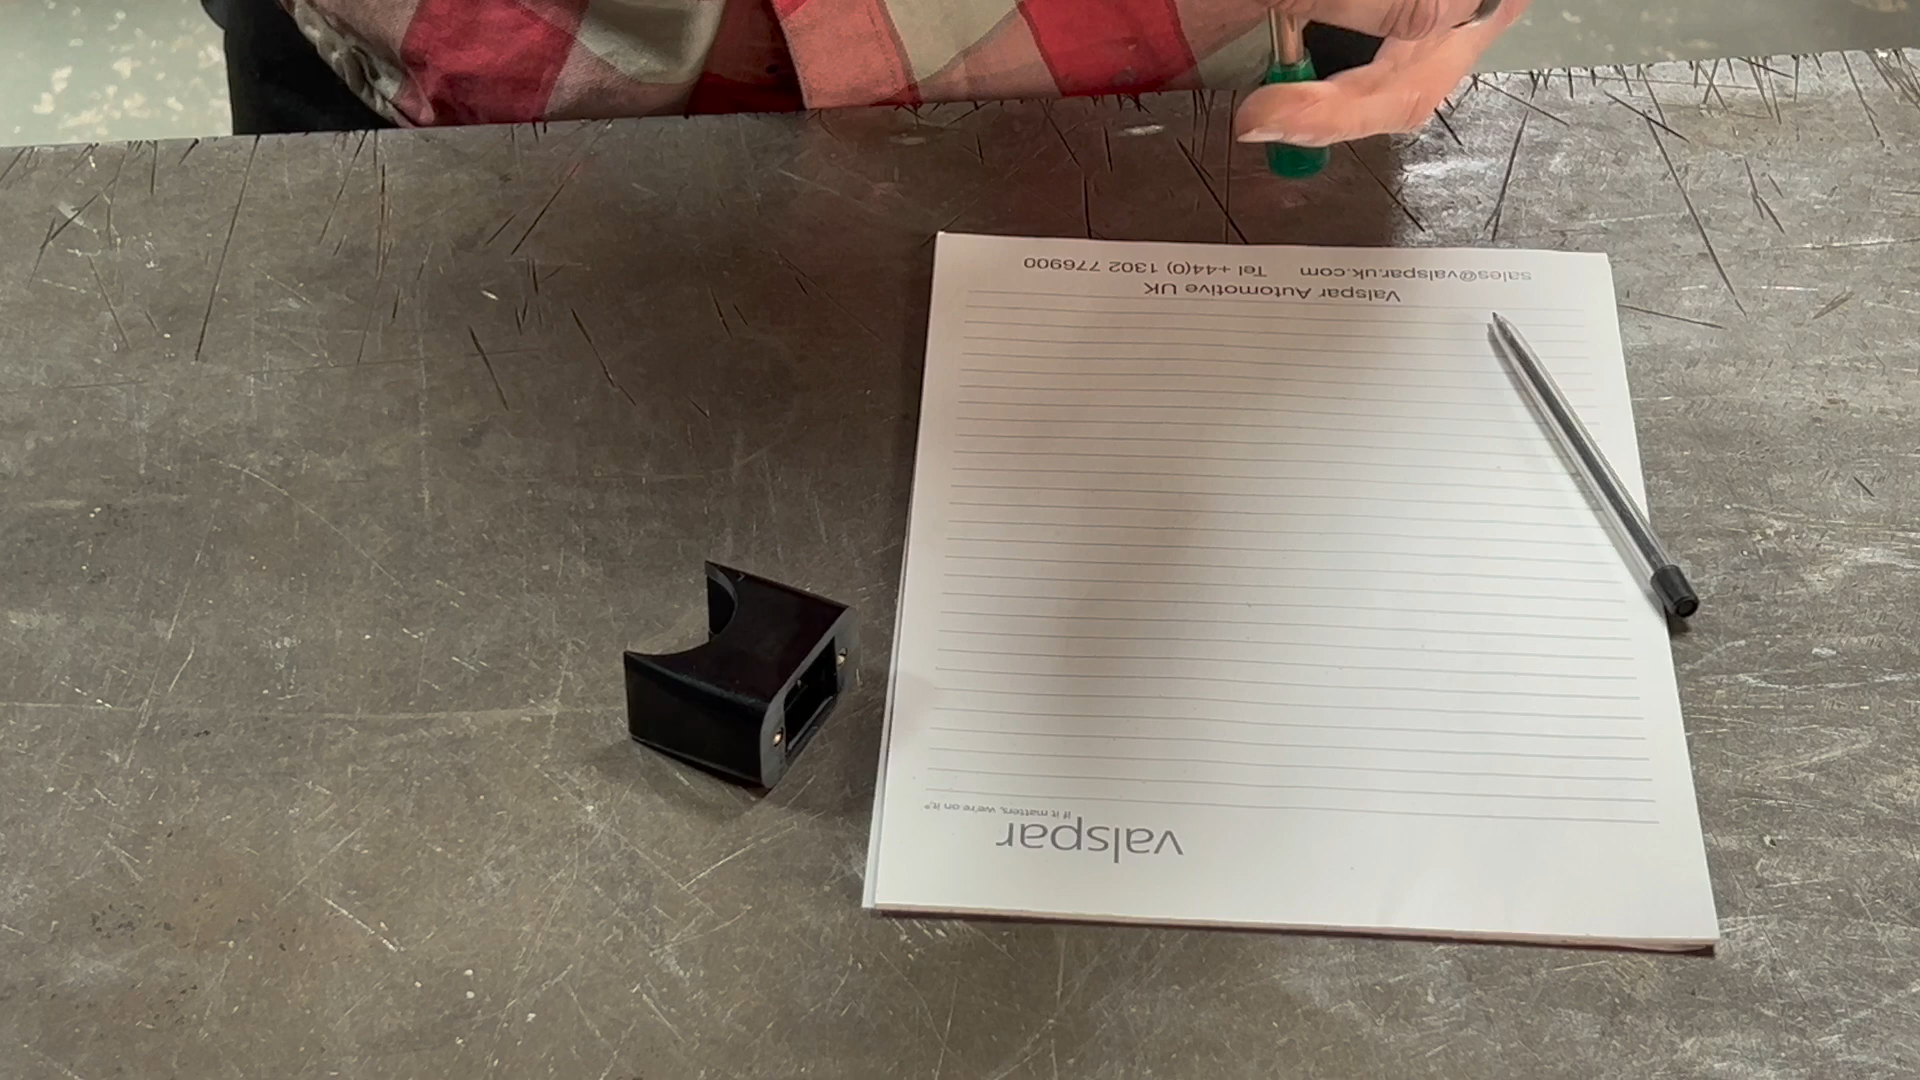 valspar
if it matters, we're on it.®
Valspar Automotive UK
sales@valspar.uk.com Tel +44(0) 1302 776900